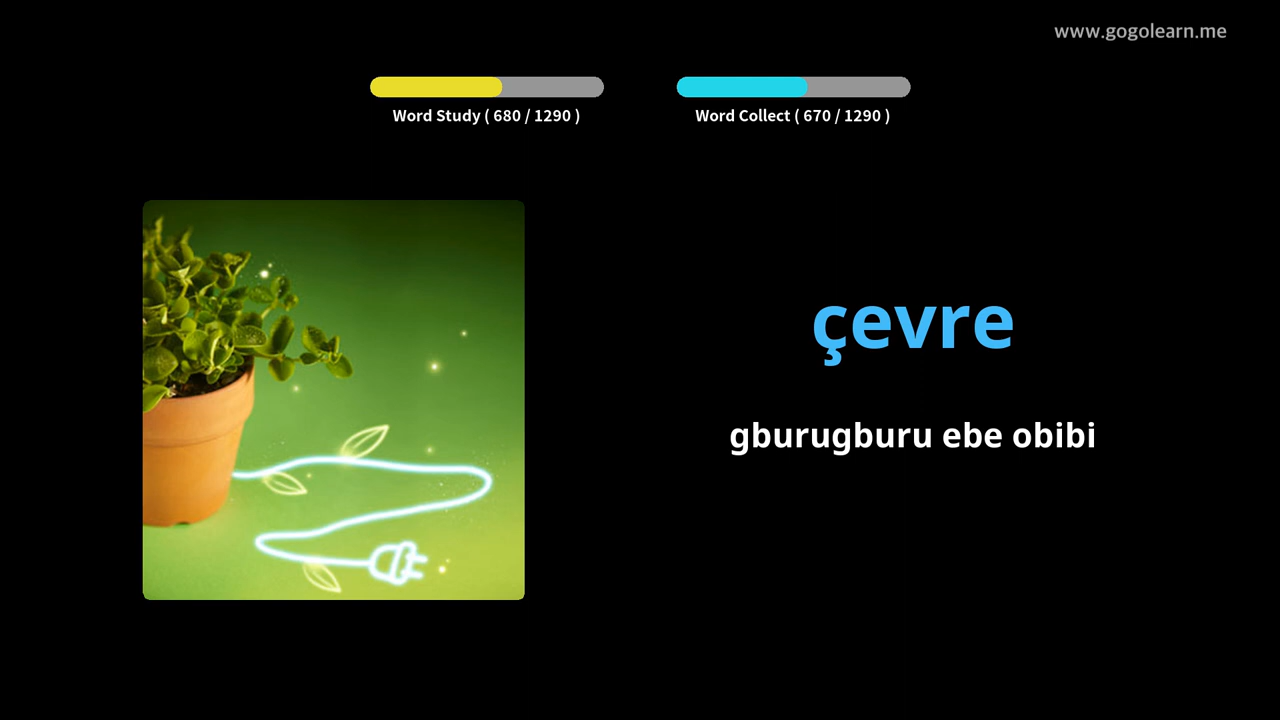 www.gogolearn.me
Word Study ( 680 / 1290 )
Word Collect ( 670 / 1290 )
çevre
gburugburu ebe obibi